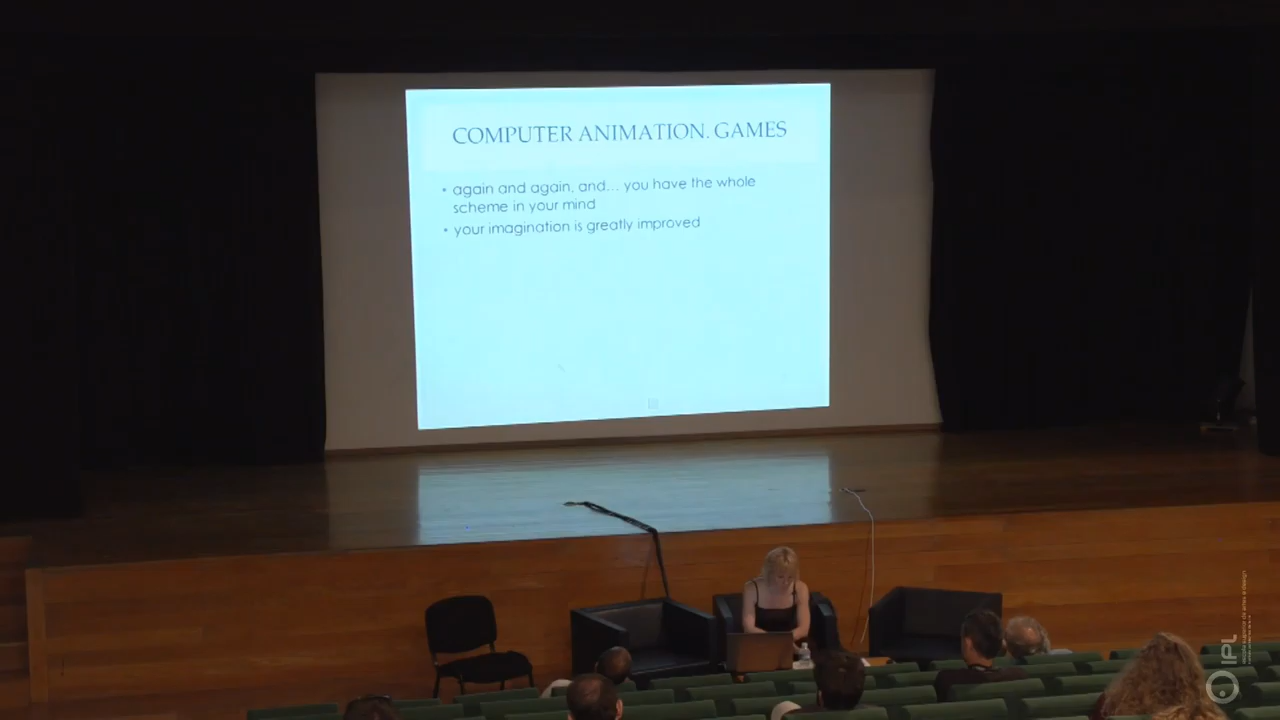 COMPUTER ANIMATION. GAMES
• again and again, and... you have the whole
scheme in your mind
• your imagination is greatly improved
IPL